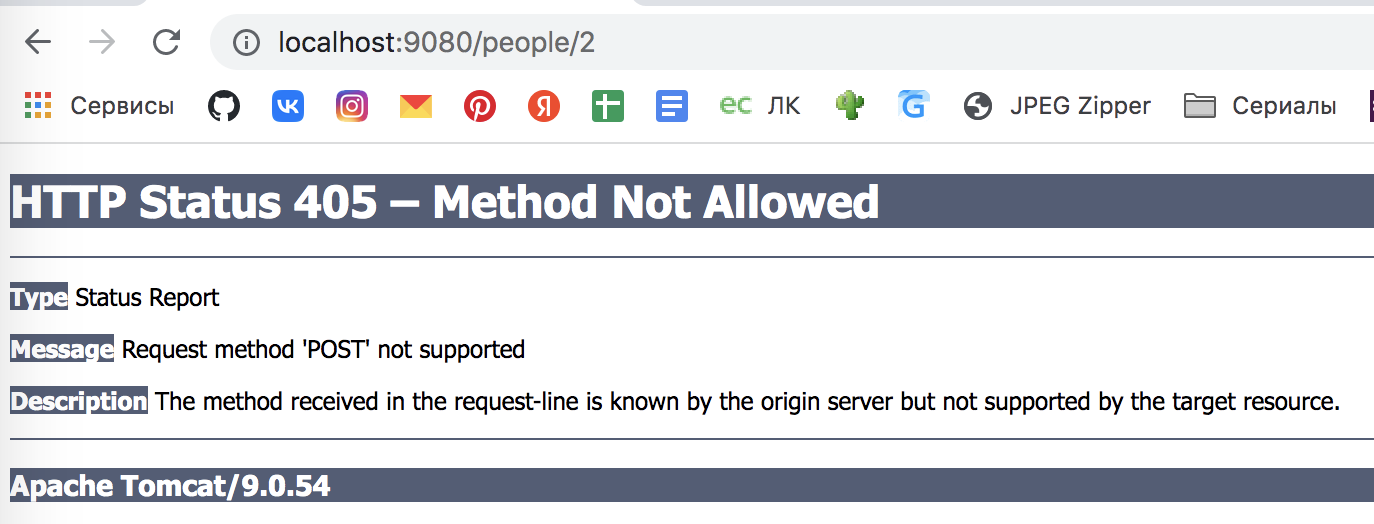 localhost:9080/people/2
Сервисы ЛК JPEG Zipper Сериалы
HTTP Status 405 – Method Not Allowed
Type Status Report
Message Request method 'POST' not supported
Description The method received in the request-line is known by the origin server but not supported by the target resource.
Apache Tomcat/9.0.54